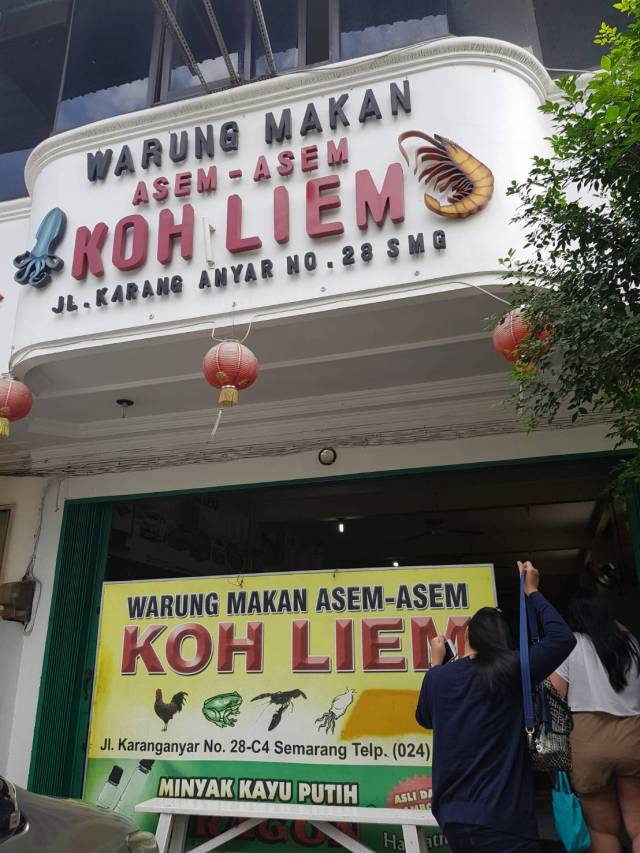 WARUNG MAKAN
ASEM-ASEM
KOH LIEM
JL. KARANG ANYAR NO. 28 SMG
WARUNG MAKAN ASEM-ASEM
KOH LIEM
Jl. Karanganyar No. 28-C4 Semarang Telp. (024)
MINYAK KAYU PUTIH
ASLI